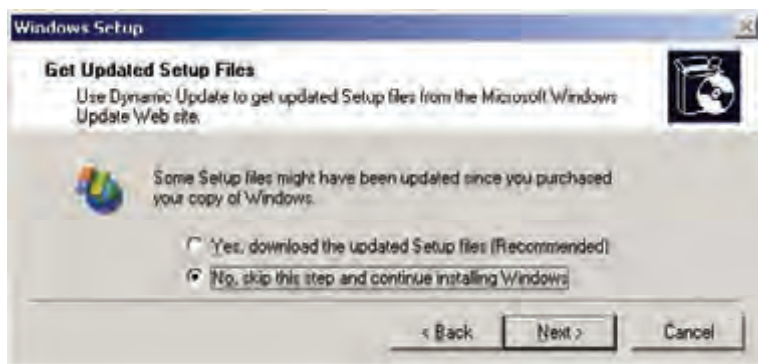 Windows Setup
Get Updated Setup Files
Use Dynamic Update to get updated Setup files from the Microsoft Windows
Update Web site.
Some Setup files might have been updated since you purchased
your copy of Windows.
Yes, download the updated Setup files (Recommended)
No, skip this step and continue installing Windows
< Back Next > Cancel